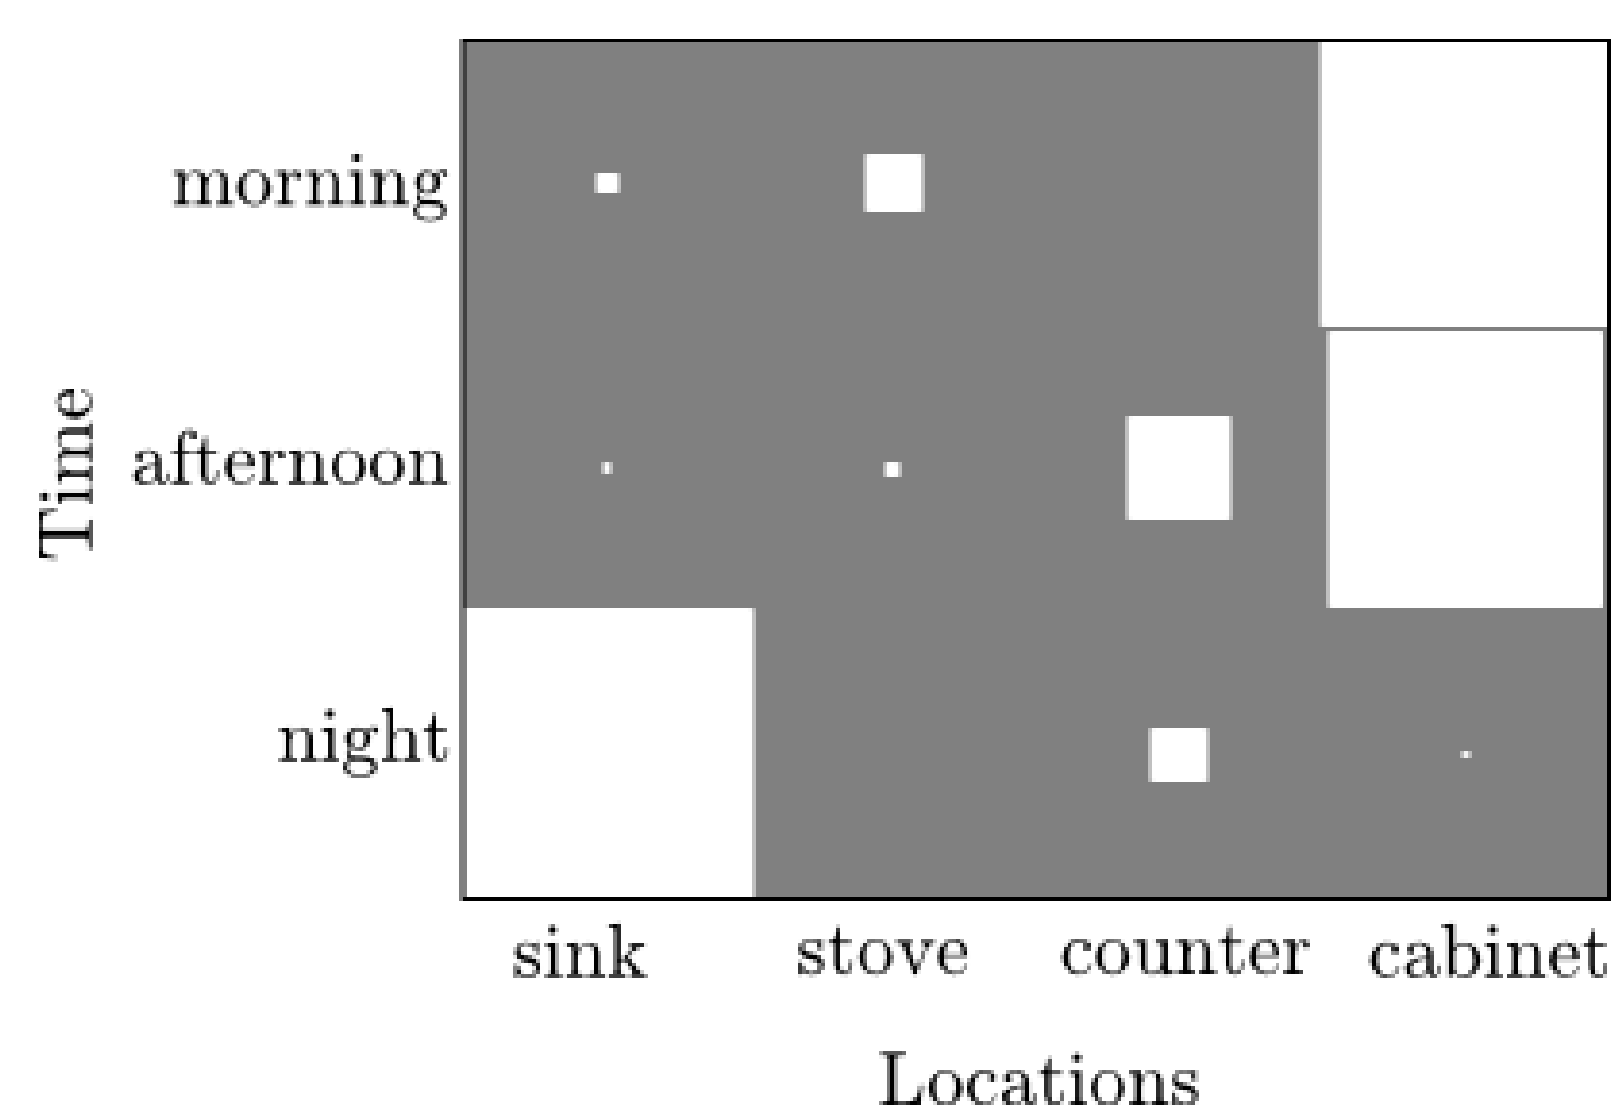 morning
afternoon
night
Time
sink stove counter cabinet
Locations